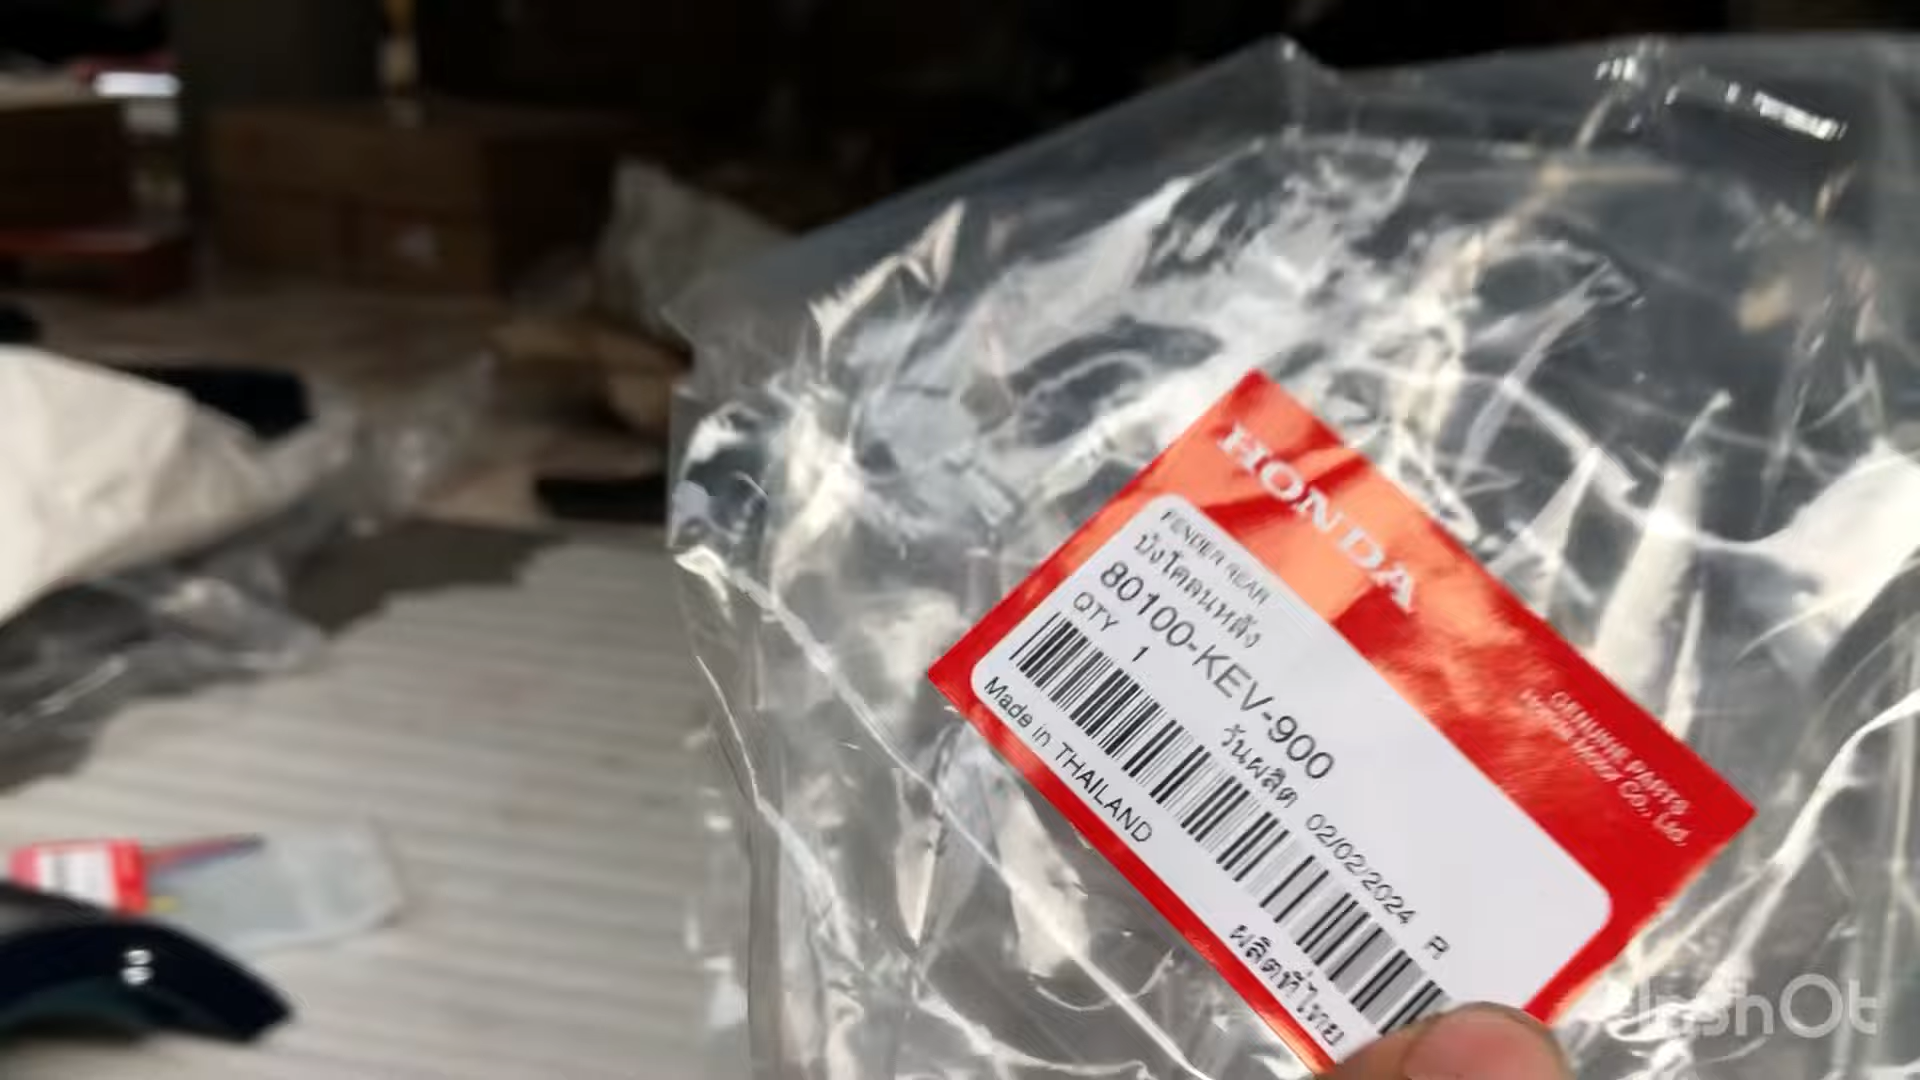 HONDA
GENUINE PARTS
FENDER REAR
บังโคลนหลัง
80100-KEV-900
QTY 1
วันผลิต 02/02/2024 R
Made in THAILAND
ผลิตที่ไทย